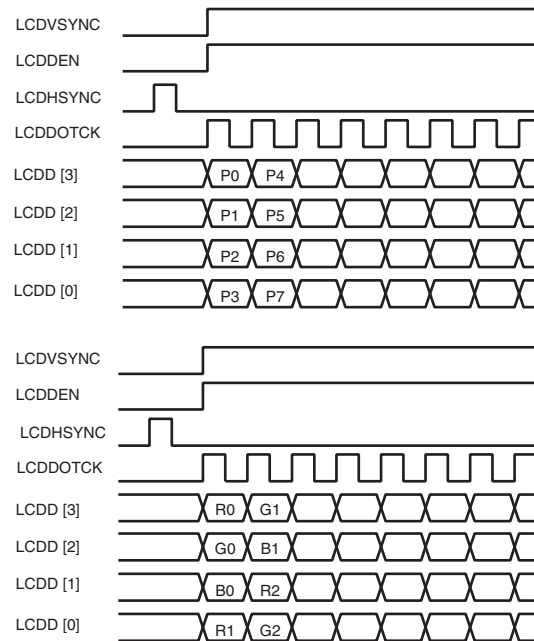 LCDVSYNC
LCDDEN
LCDHSYNC
LCDDOTCK
LCDD [3] P0 P4
LCDD [2] P1 P5
LCDD [1] P2 P6
LCDD [0] P3 P7
LCDVSYNC
LCDDEN
LCDHSYNC
LCDDOTCK
LCDD [3] R0 G1
LCDD [2] G0 B1
LCDD [1] B0 R2
LCDD [0] R1 G2